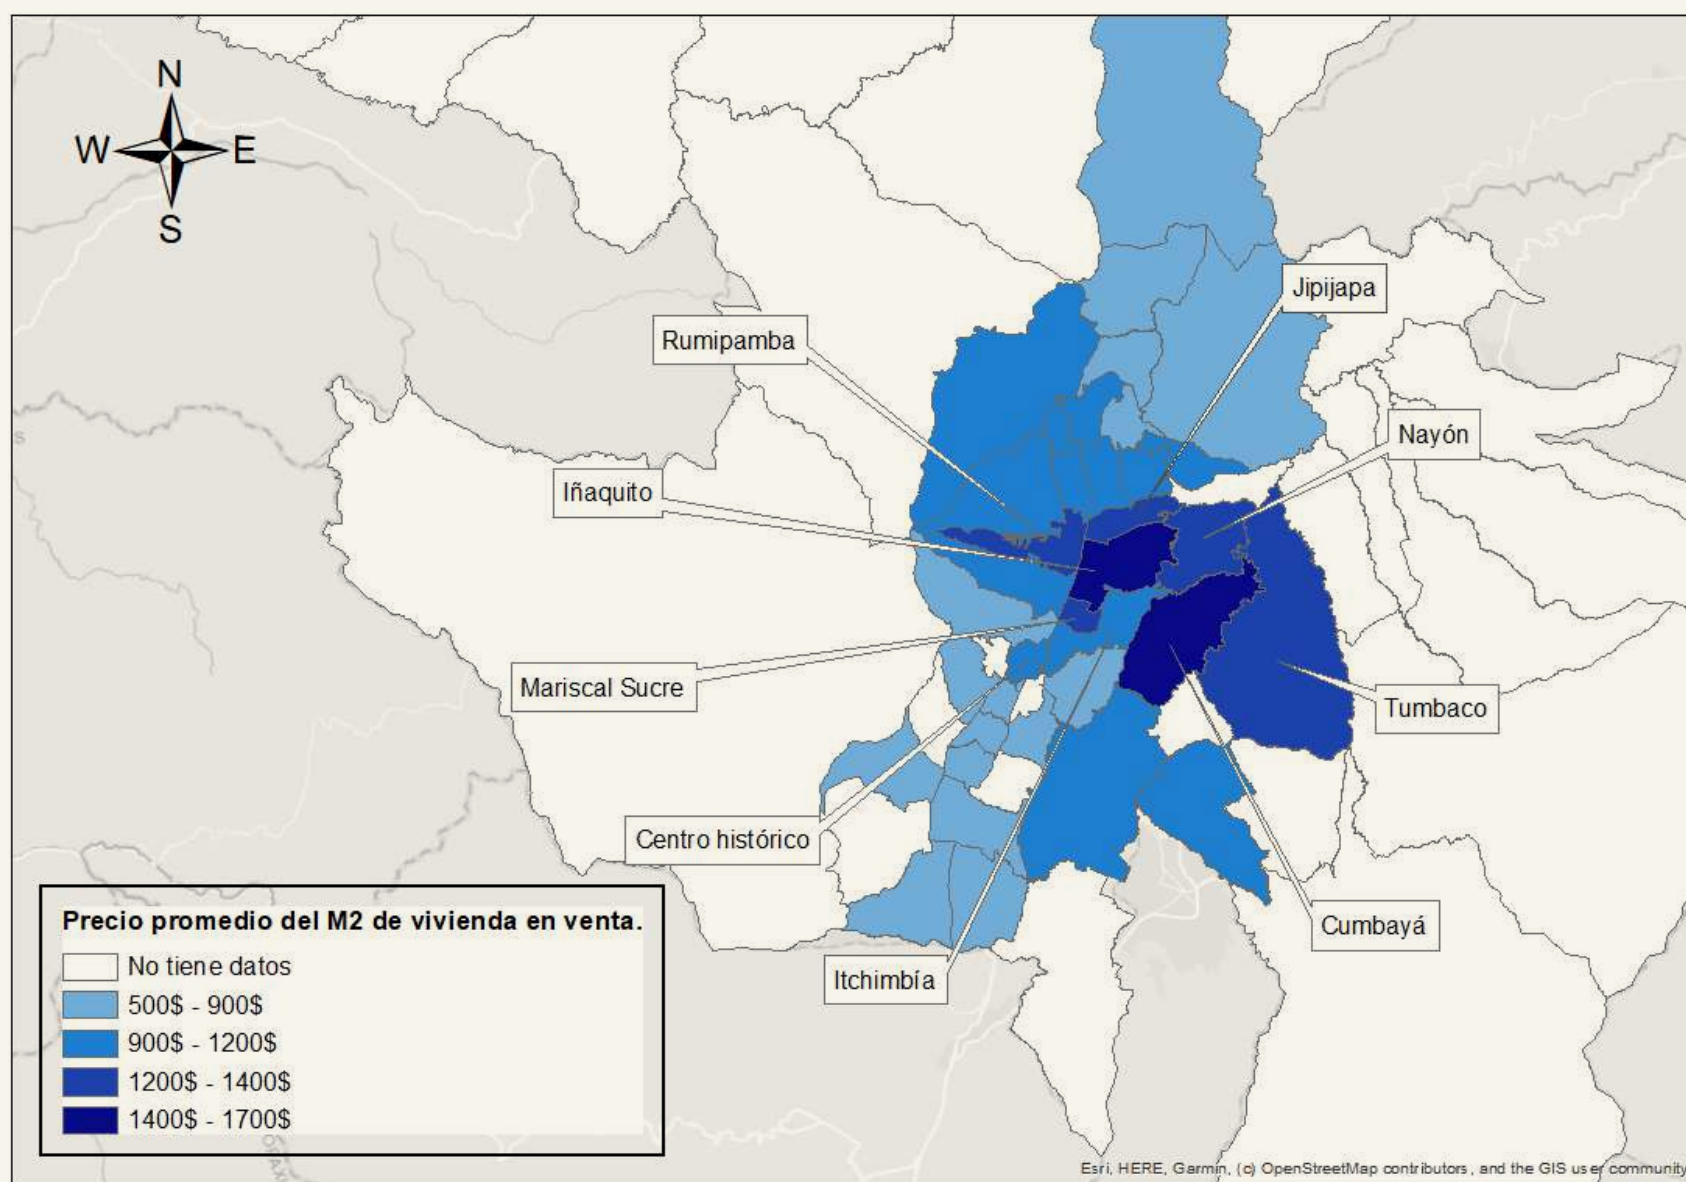 N
W
E
S
Jipijapa
Rumipamba
Nayón
Iñaquito
Mariscal Sucre
Tumbaco
Centro histórico
Cumbayá
Itchimbía
Precio promedio del M2 de vivienda en venta.
No tiene datos
500$ - 900$
900$ - 1200$
1200$ - 1400$
1400$ - 1700$
Esri, HERE, Garmin, (c) OpenStreetMap contributors, and the GIS user community